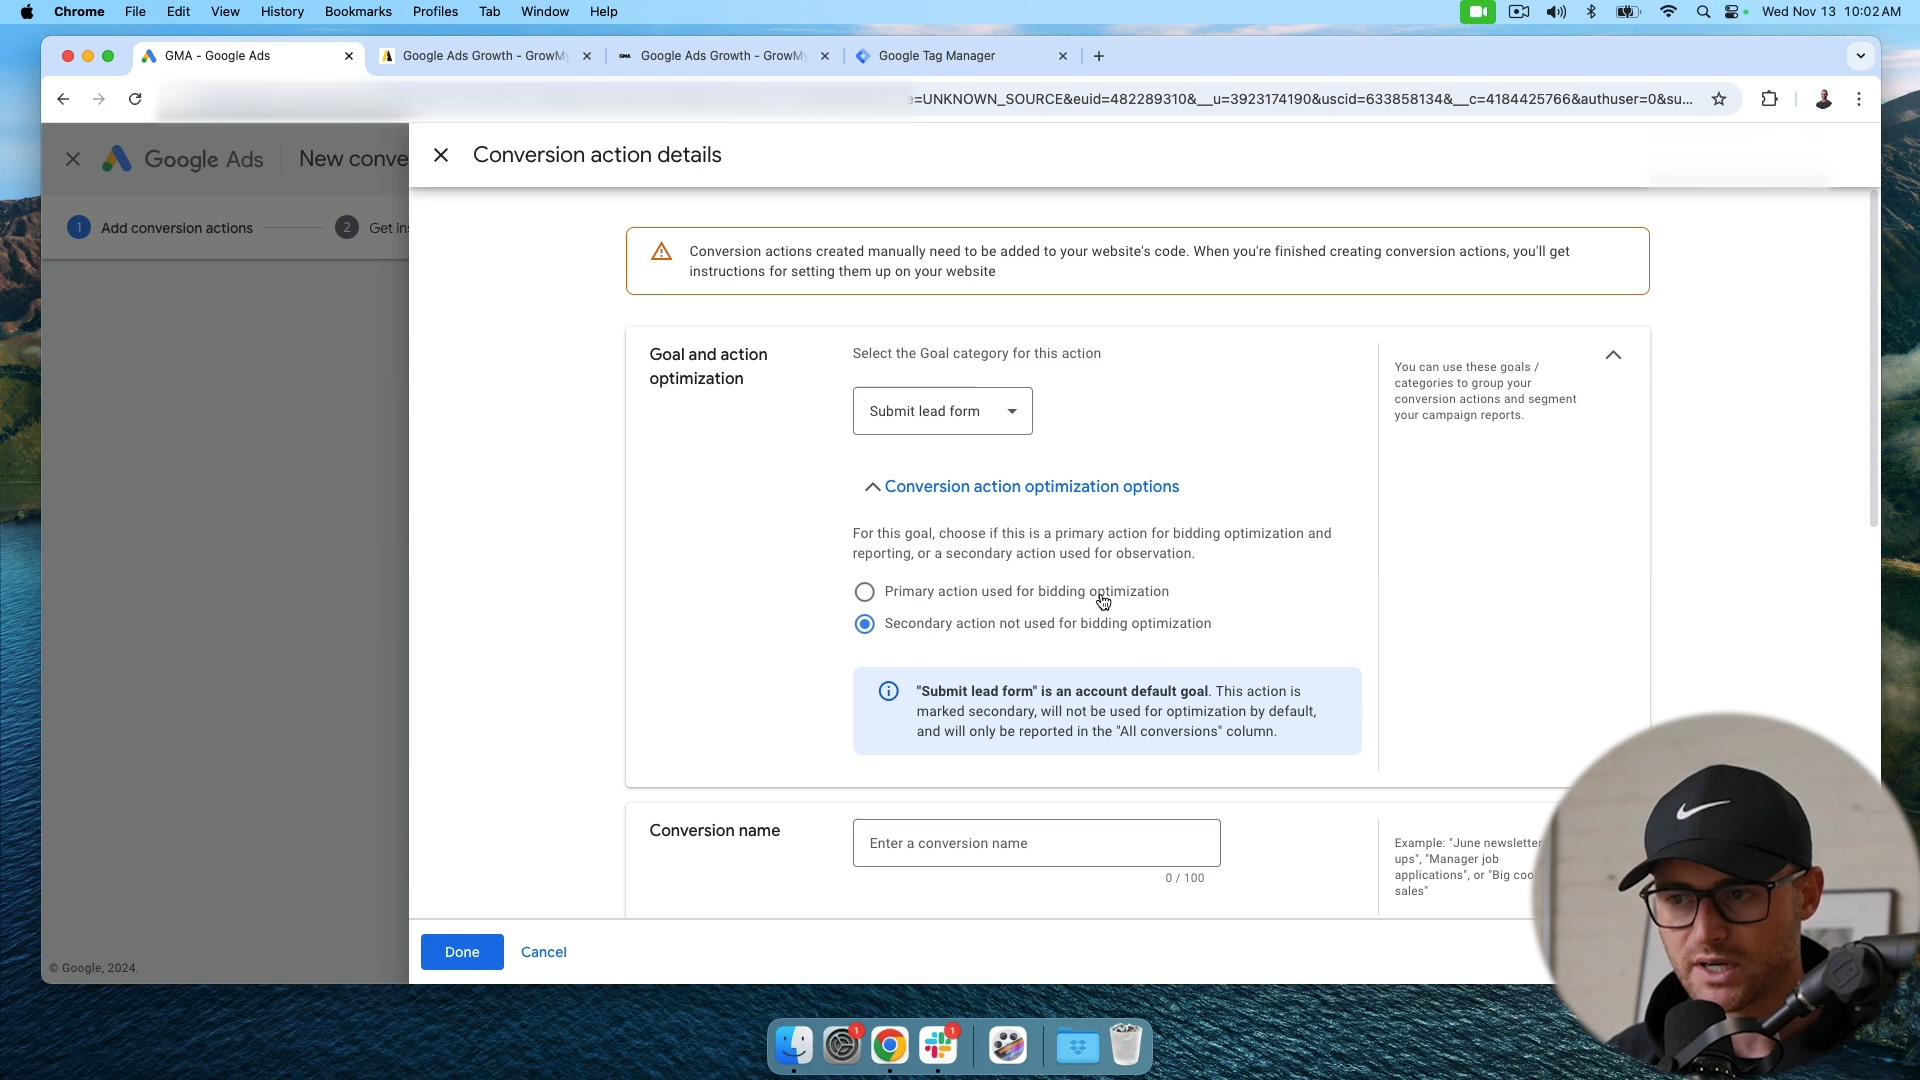 Chrome File Edit View History Bookmarks Profiles Tab Window Help
Wed Nov 13 10:02 AM
GMA - Google Ads
Google Ads Growth - GrowMy
GMA Google Ads Growth - GrowMy
Google Tag Manager
=UNKNOWN_SOURCE&euid=482289310&__u=3923174190&uscid=633858134&__c=4184425766&authuser=0&su...
Google Ads
New conve
Conversion action details
1 Add conversion actions
2 Get ins
Conversion actions created manually need to be added to your website's code. When you're finished creating conversion actions, you'll get
instructions for setting them up on your website
Goal and action
optimization
Select the Goal category for this action
Submit lead form
You can use these goals /
categories to group your
conversion actions and segment
your campaign reports.
Conversion action optimization options
For this goal, choose if this is a primary action for bidding optimization and
reporting, or a secondary action used for observation.
Primary action used for bidding optimization
Secondary action not used for bidding optimization
"Submit lead form" is an account default goal. This action is
marked secondary, will not be used for optimization by default,
and will only be reported in the "All conversions" column.
Conversion name
Enter a conversion name
0 / 100
Example: "June newsletter
ups", "Manager job
applications", or "Big coo
sales"
Done
Cancel
© Google, 2024.
1
1